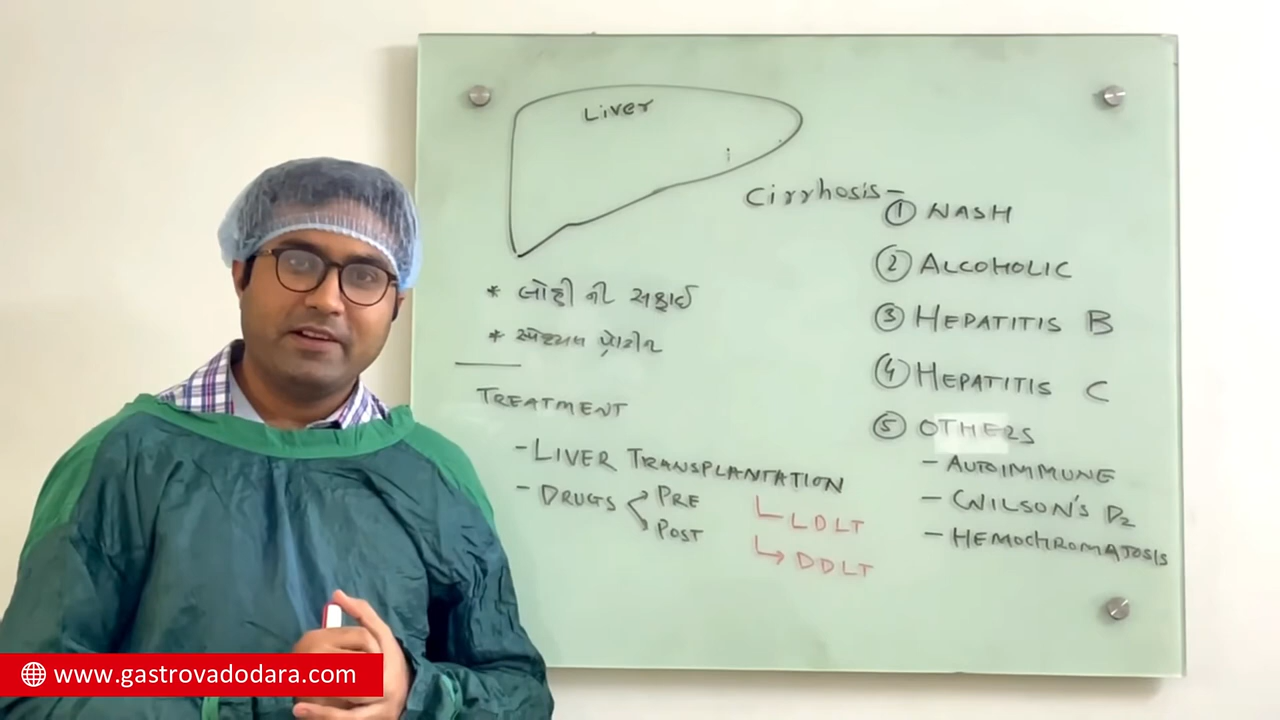 Liver
* લોહી ની સફાઈ
* સ્પેશ્યલ પ્રોટીન
TREATMENT
- LIVER TRANSPLANTATION
LDLT
DDLT
- DRUGS
PRE
POST
Cirrhosis -
① NASH
② ALCOHOLIC
③ HEPATITIS B
④ HEPATITIS C
⑤ OTHERS
- AUTOIMMUNE
- WILSON'S Dz
- HEMOCHROMATOSIS
www.gastrovadodara.com